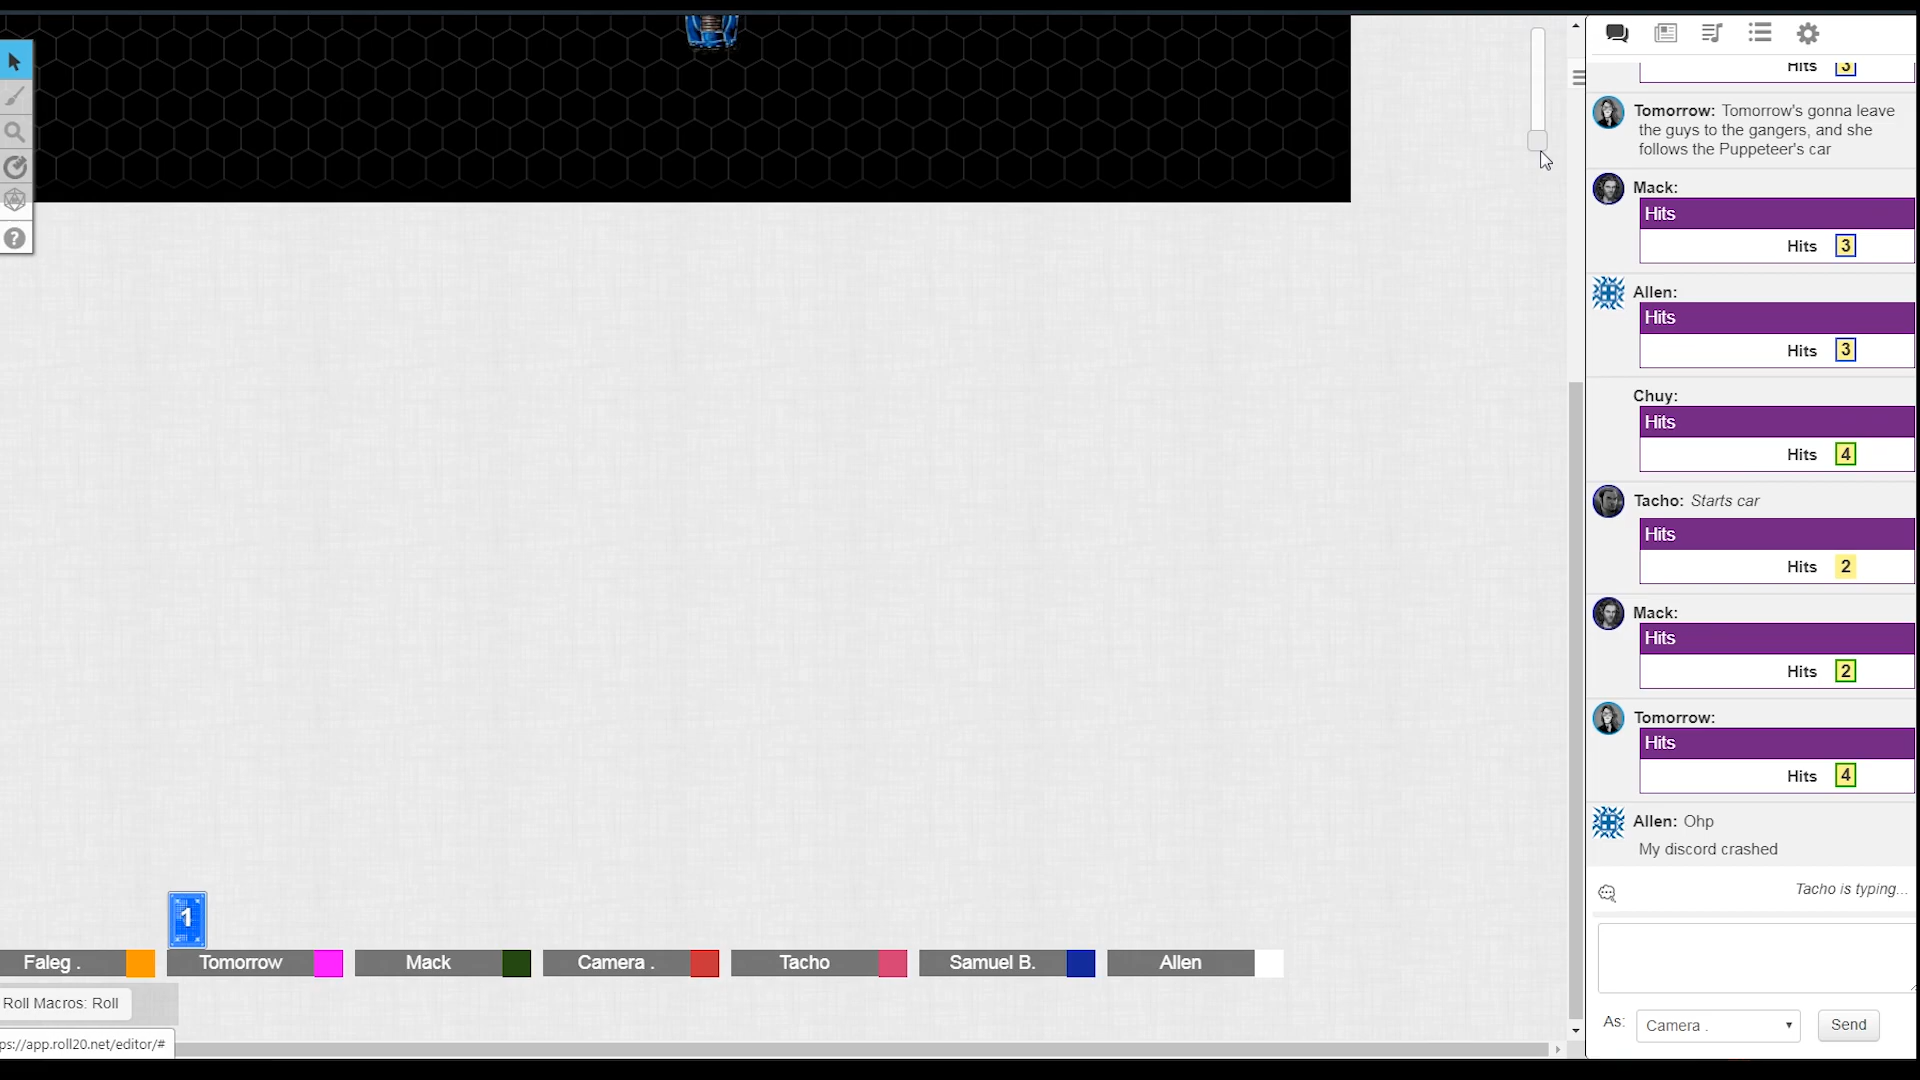 Hits 3
Tomorrow: Tomorrow's gonna leave
the guys to the gangers, and she
follows the Puppeteer's car
Mack:
Hits
Hits 3
Allen:
Hits
Hits 3
Chuy:
Hits
Hits 4
Tacho: Starts car
Hits
Hits 2
Mack:
Hits
Hits 2
Tomorrow:
Hits
Hits 4
Allen: Ohp
My discord crashed
Tacho is typing...
As: Camera . Send
1
Faleg . Tomorrow Mack Camera . Tacho Samuel B. Allen
Roll Macros: Roll
ps://app.roll20.net/editor/#
?